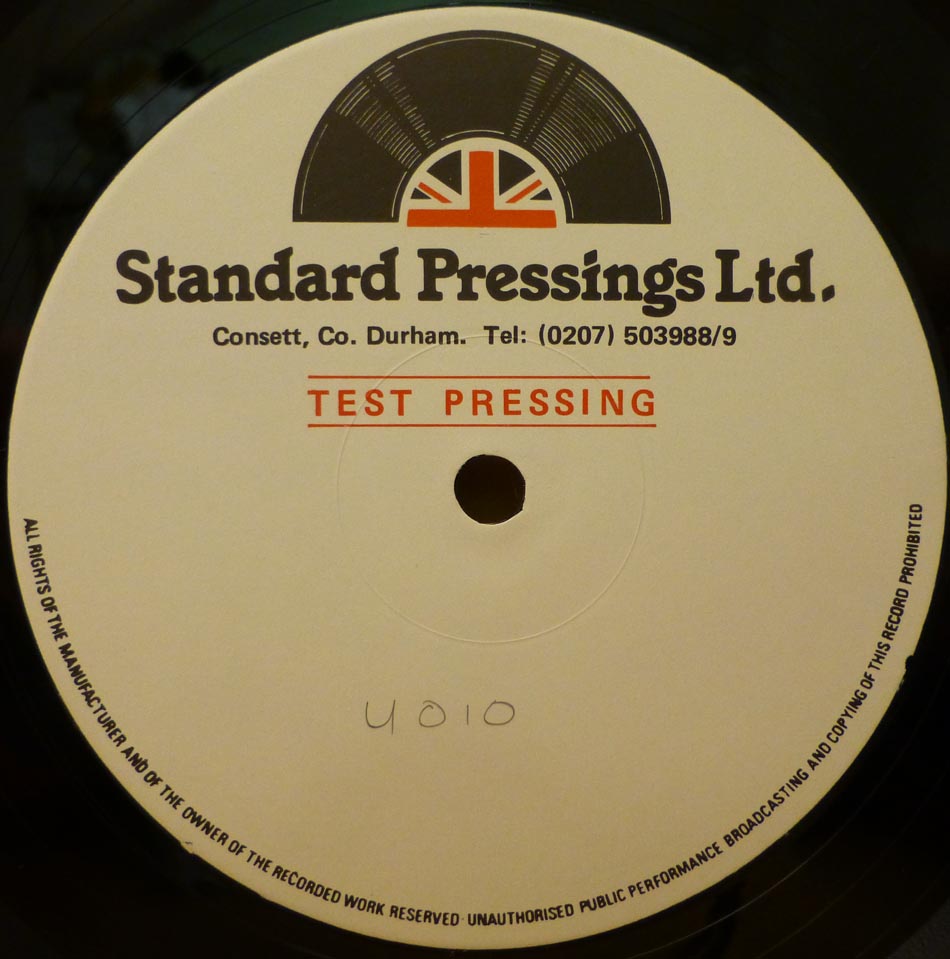 Standard Pressings Ltd.
Consett, Co. Durham. Tel: (0207) 503988/9
TEST PRESSING
4010
ALL RIGHTS OF THE MANUFACTURER AND OF THE OWNER OF THE RECORDED WORK RESERVED · UNAUTHORISED PUBLIC PERFORMANCE BROADCASTING AND COPYING OF THIS RECORD PROHIBITED